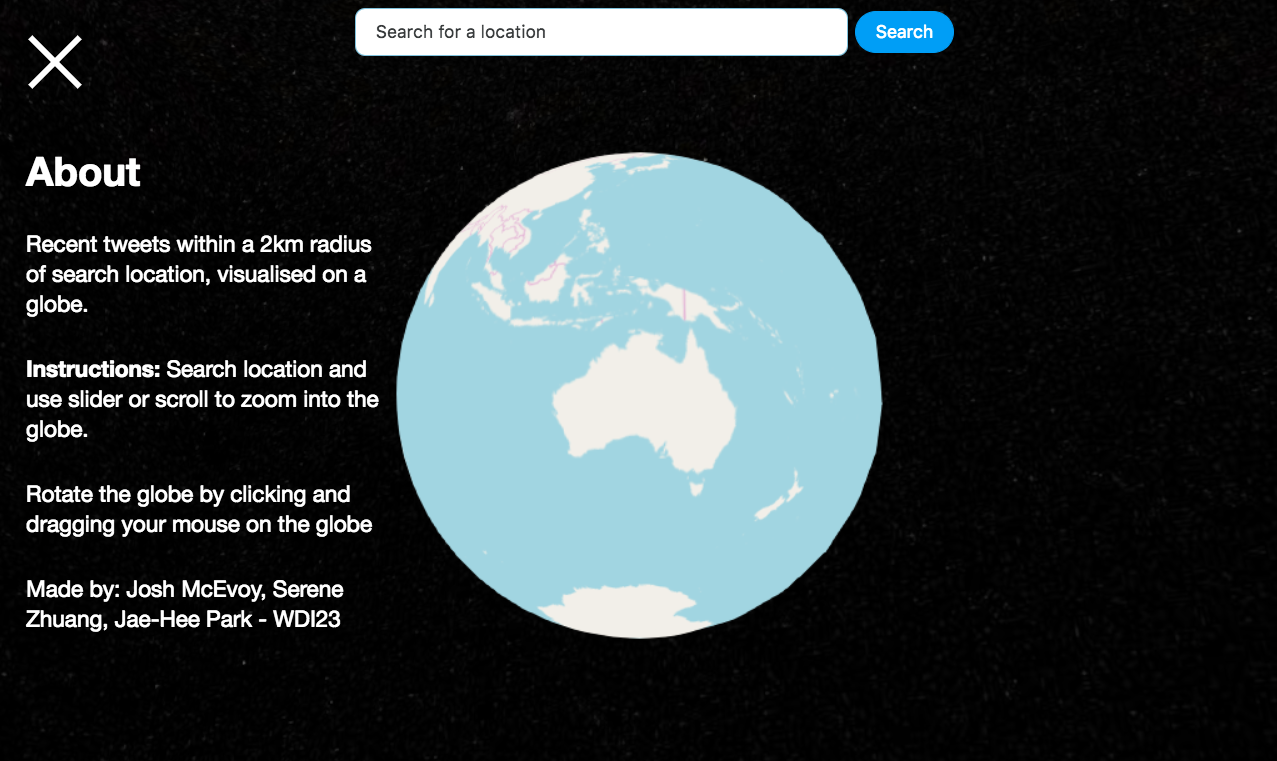 Search for a location
Search
About
Recent tweets within a 2km radius
of search location, visualised on a
globe.
Instructions: Search location and
use slider or scroll to zoom into the
globe.
Rotate the globe by clicking and
dragging your mouse on the globe
Made by: Josh McEvoy, Serene
Zhuang, Jae-Hee Park - WDI23